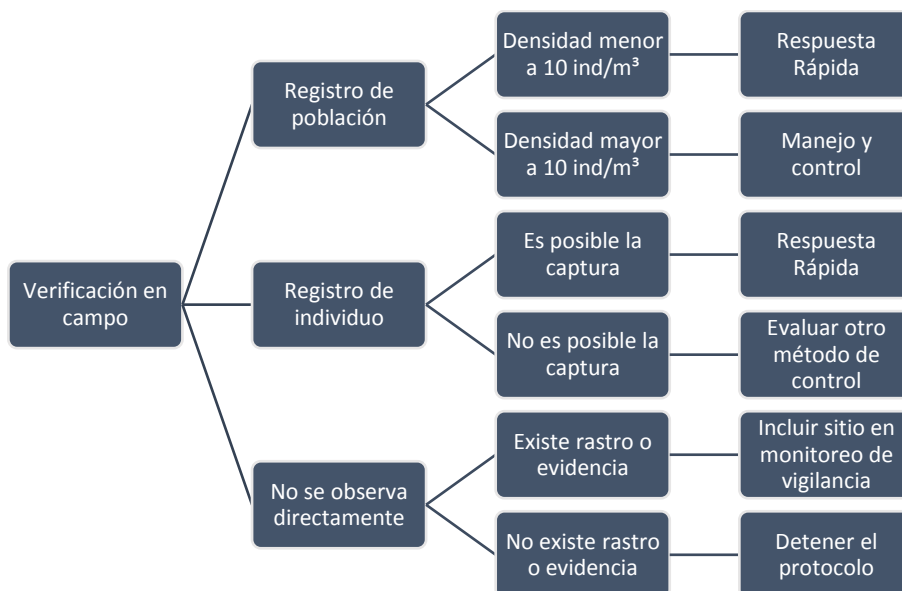 Verificación en
campo
Registro de
población
Densidad menor
a 10 ind/m³
Respuesta
Rápida
Densidad mayor
a 10 ind/m³
Manejo y
control
Registro de
individuo
Es posible la
captura
Respuesta
Rápida
No es posible la
captura
Evaluar otro
método de
control
No se observa
directamente
Existe rastro o
evidencia
Incluir sitio en
monitoreo de
vigilancia
No existe rastro
o evidencia
Detener el
protocolo